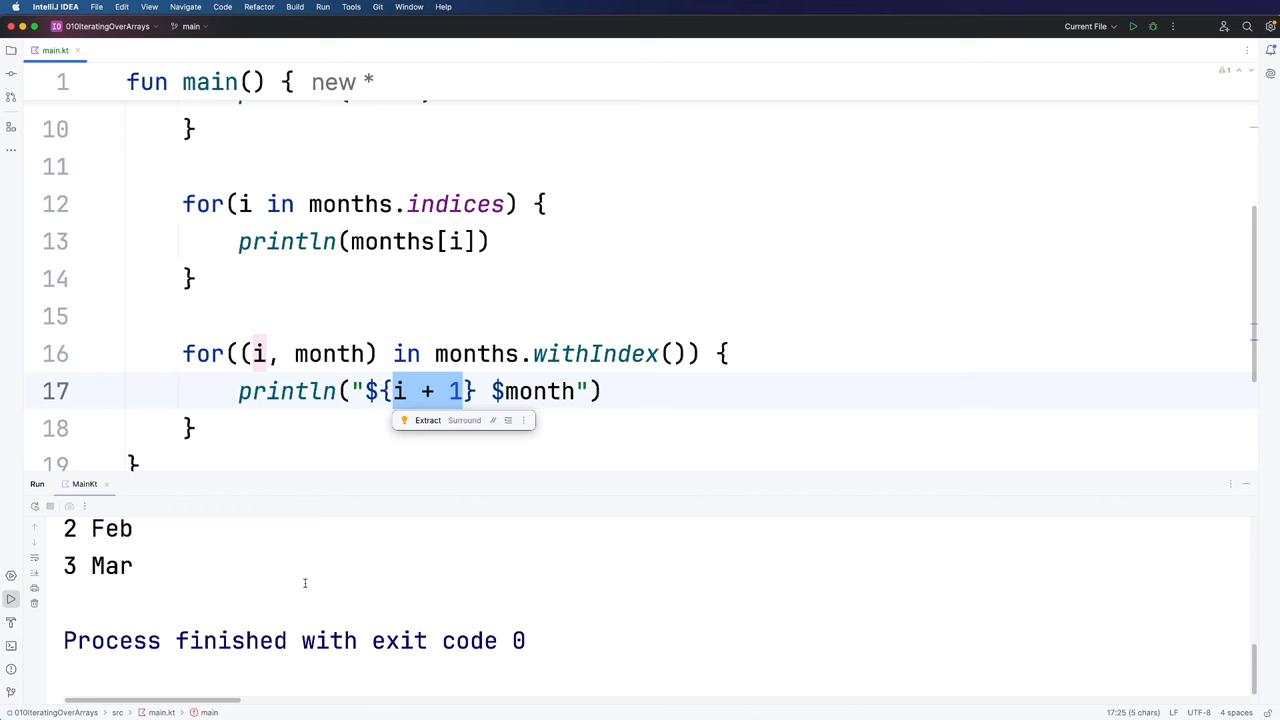 IntelliJ IDEA File Edit View Navigate Code Refactor Build Run Tools Git Window Help
010IteratingOverArrays main Current File
main.kt
1 fun main() { new *
1
10 }
11
12 for(i in months.indices) {
13 println(months[i])
14 }
15
16 for((i, month) in months.withIndex()) {
17 println("${i + 1} $month")
Extract Surround
18 }
19 }
Run MainKt
2 Feb
3 Mar
Process finished with exit code 0
010IteratingOverArrays > src > main.kt > main 17:25 (5 chars) LF UTF-8 4 spaces